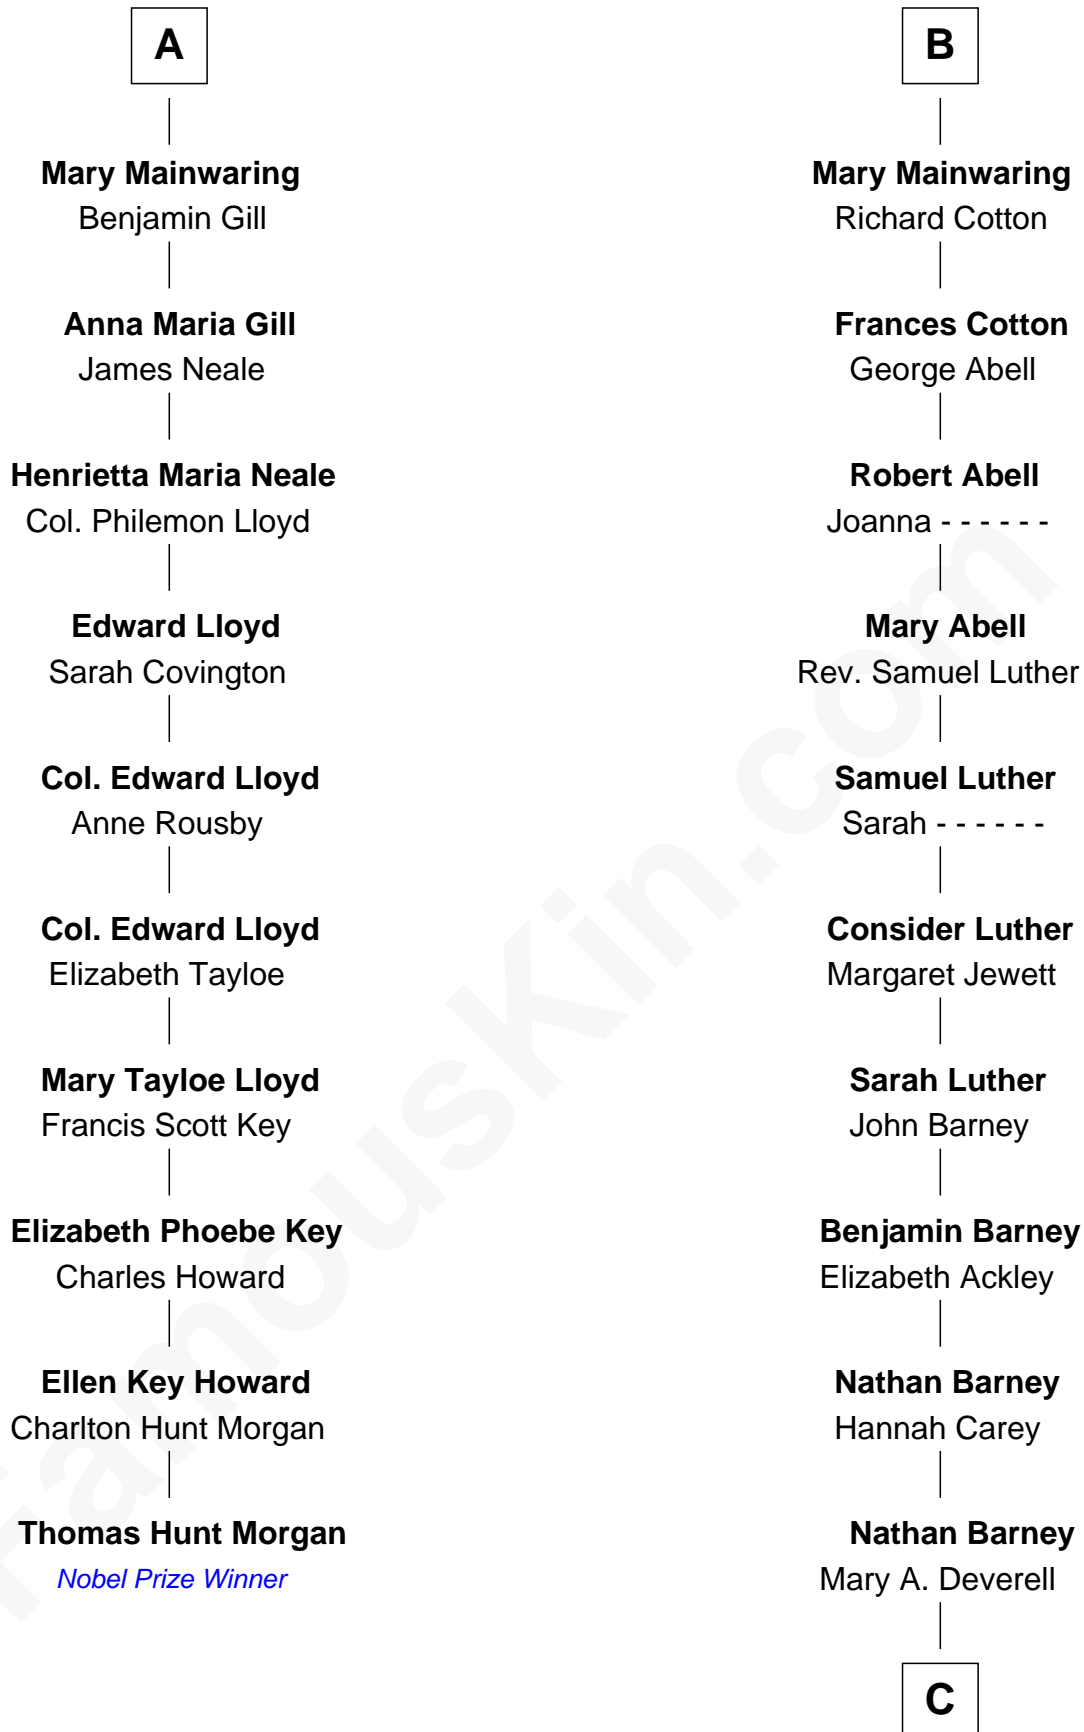 A
Mary Mainwaring
Benjamin Gill
Anna Maria Gill
James Neale
Henrietta Maria Neale
Col. Philemon Lloyd
Edward Lloyd
Sarah Covington
Col. Edward Lloyd
Anne Rousby
Col. Edward Lloyd
Elizabeth Tayloe
Mary Tayloe Lloyd
Francis Scott Key
Elizabeth Phoebe Key
Charles Howard
Ellen Key Howard
Charlton Hunt Morgan
Thomas Hunt Morgan
Nobel Prize Winner
B
Mary Mainwaring
Richard Cotton
Frances Cotton
George Abell
Robert Abell
Joanna - - - - - -
Mary Abell
Rev. Samuel Luther
Samuel Luther
Sarah - - - - - -
Consider Luther
Margaret Jewett
Sarah Luther
John Barney
Benjamin Barney
Elizabeth Ackley
Nathan Barney
Hannah Carey
Nathan Barney
Mary A. Deverell
C
FamousKin.com